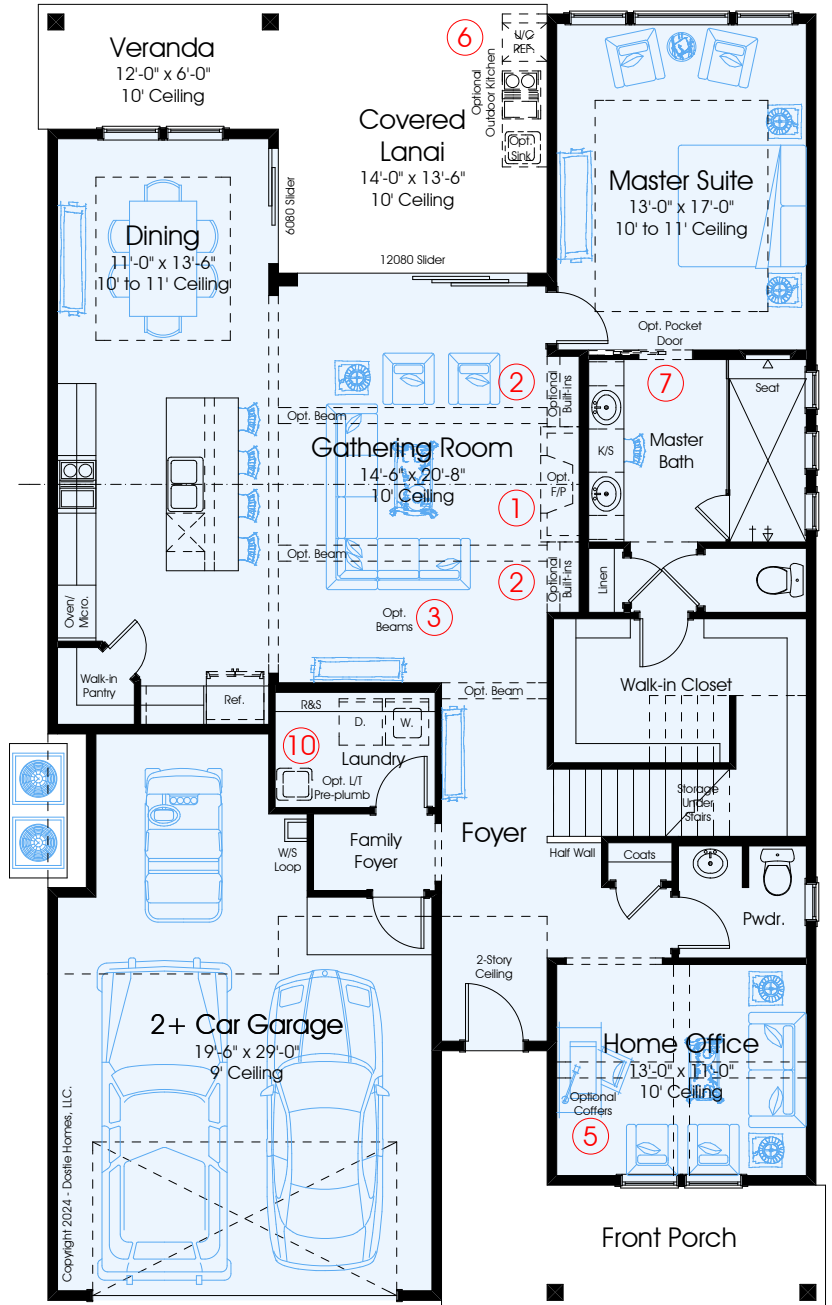 Veranda
12'-0" x 6'-0"
10' Ceiling
6
U/C
REF.
Optional
Outdoor Kitchen
Opt.
Sink
Covered
Lanai
14'-0" x 13'-6"
10' Ceiling
6080 Slider
12080 Slider
Master Suite
13'-0" x 17'-0"
10' to 11' Ceiling
Dining
11'-0" x 13'-6"
10' to 11' Ceiling
Opt. Pocket
Door
7
Seat
2
Optional
Built-ins
Opt. Beam
Gathering Room
14'-6" x 20'-8"
10' Ceiling
K/S
Master
Bath
Opt.
F/P
1
Opt. Beam
2
Optional
Built-ins
Linen
Oven/
Micro.
Opt.
Beams
3
Walk-in
Pantry
Ref.
Opt. Beam
Walk-in Closet
R&S
D.
W.
10
Laundry
Opt. L/T
Pre-plumb
Storage
Under
Stairs
W/S
Loop
Family
Foyer
Foyer
Half Wall
Coats
Pwdr.
2-Story
Ceiling
2+ Car Garage
19'-6" x 29'-0"
9' Ceiling
Home Office
13'-0" x 11'-0"
10' Ceiling
Optional
Coffers
5
Copyright 2024 - Dostie Homes, LLC.
Front Porch